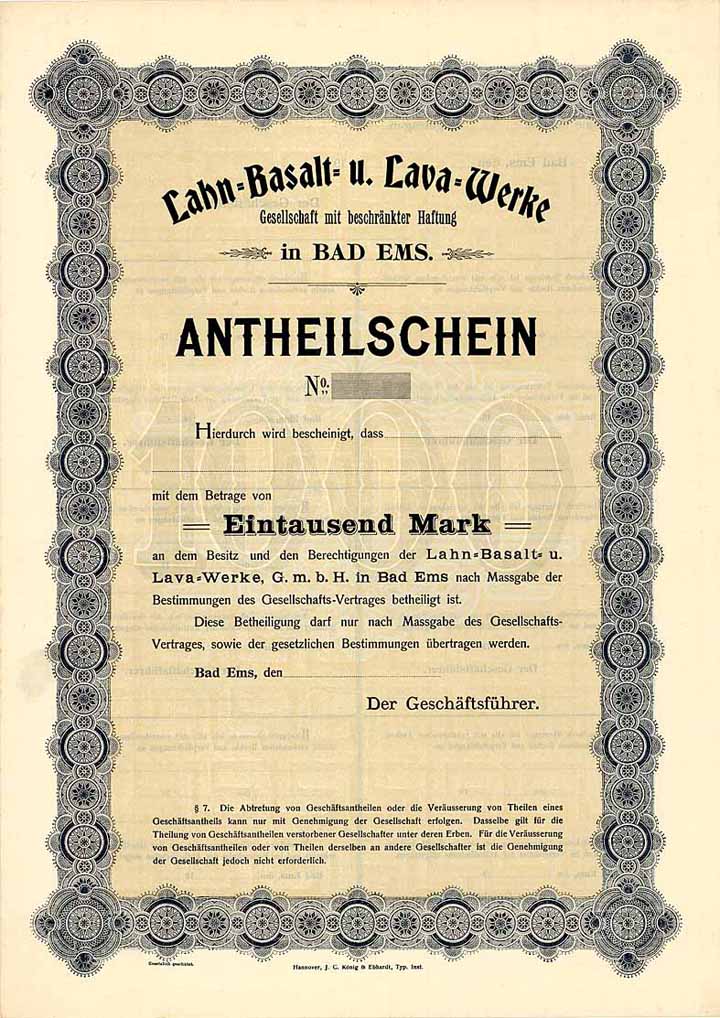 Lahn=Basalt= u. Lava=Werke
Gesellschaft mit beschränkter Haftung
in BAD EMS.
ANTHEILSCHEIN
No.
Hierdurch wird bescheinigt, dass
mit dem Betrage von
= Eintausend Mark =
an dem Besitz und den Berechtigungen der Lahn=Basalt= u.
Lava=Werke, G. m. b. H. in Bad Ems nach Massgabe der
Bestimmungen des Gesellschafts-Vertrages betheiligt ist.
Diese Betheiligung darf nur nach Massgabe des Gesellschafts-
Vertrages, sowie der gesetzlichen Bestimmungen übertragen werden.
Bad Ems, den
Der Geschäftsführer.
§ 7. Die Abtretung von Geschäftsantheilen oder die Veräusserung von Theilen eines
Geschäftsantheils kann nur mit Genehmigung der Gesellschaft erfolgen. Dasselbe gilt für die
Theilung von Geschäftsantheilen verstorbener Gesellschafter unter deren Erben. Für die Veräusserung
von Geschäftsantheilen oder von Theilen derselben an andere Gesellschafter ist die Genehmigung
der Gesellschaft jedoch nicht erforderlich.
Gesetzlich geschützt.
Hannover, J. C. König & Ebhardt, Typ. Inst.
1000